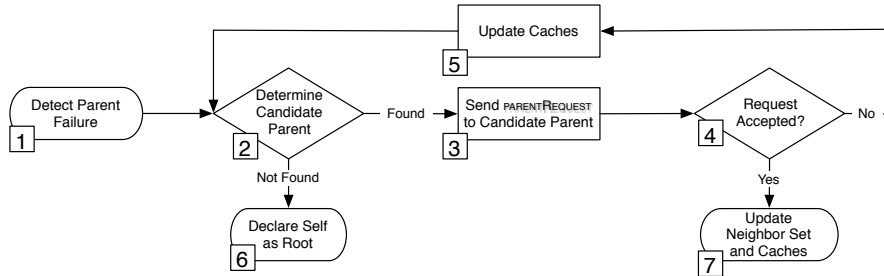 Update Caches
5
Detect Parent
Failure
1
Determine
Candidate
Parent
2
Found
Send PARENTREQUEST
to Candidate Parent
3
Request
Accepted?
4
No
Not Found
Yes
Declare Self
as Root
6
Update
Neighbor Set
and Caches
7